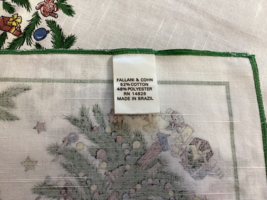 FALLANI & COHN
52% COTTON
48% POLYESTER
RN 14826
MADE IN BRAZIL